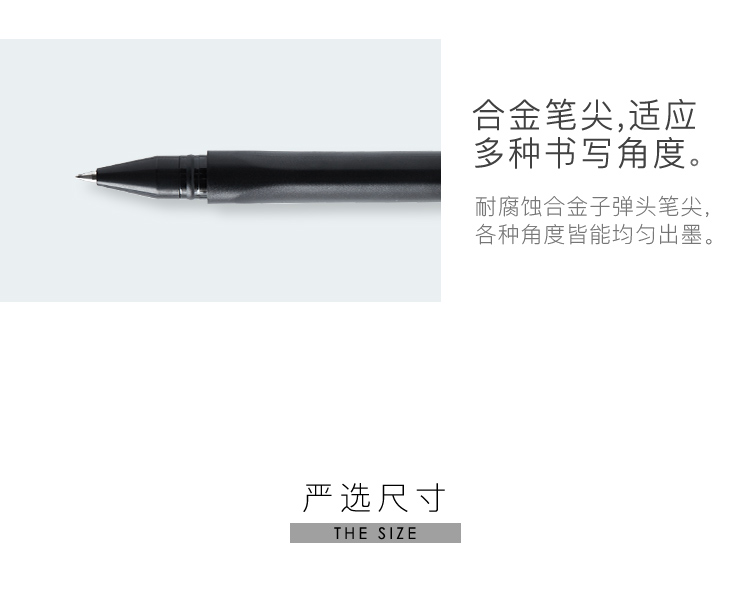 合金笔尖,适应
多种书写角度。
耐腐蚀合金子弹头笔尖,
各种角度皆能均匀出墨。
严选尺寸
THE SIZE